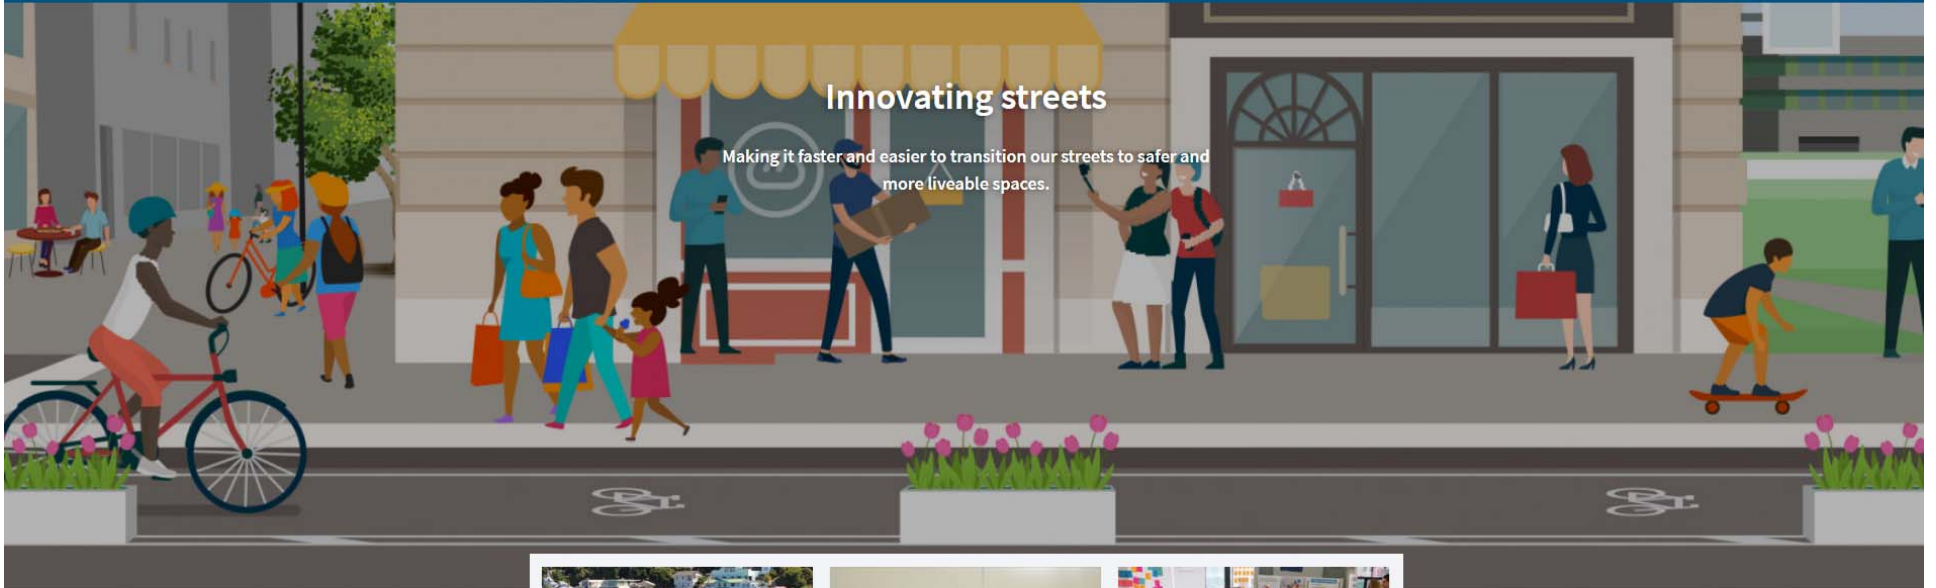 Innovating streets
Making it faster and easier to transition our streets to safer and
more liveable spaces.